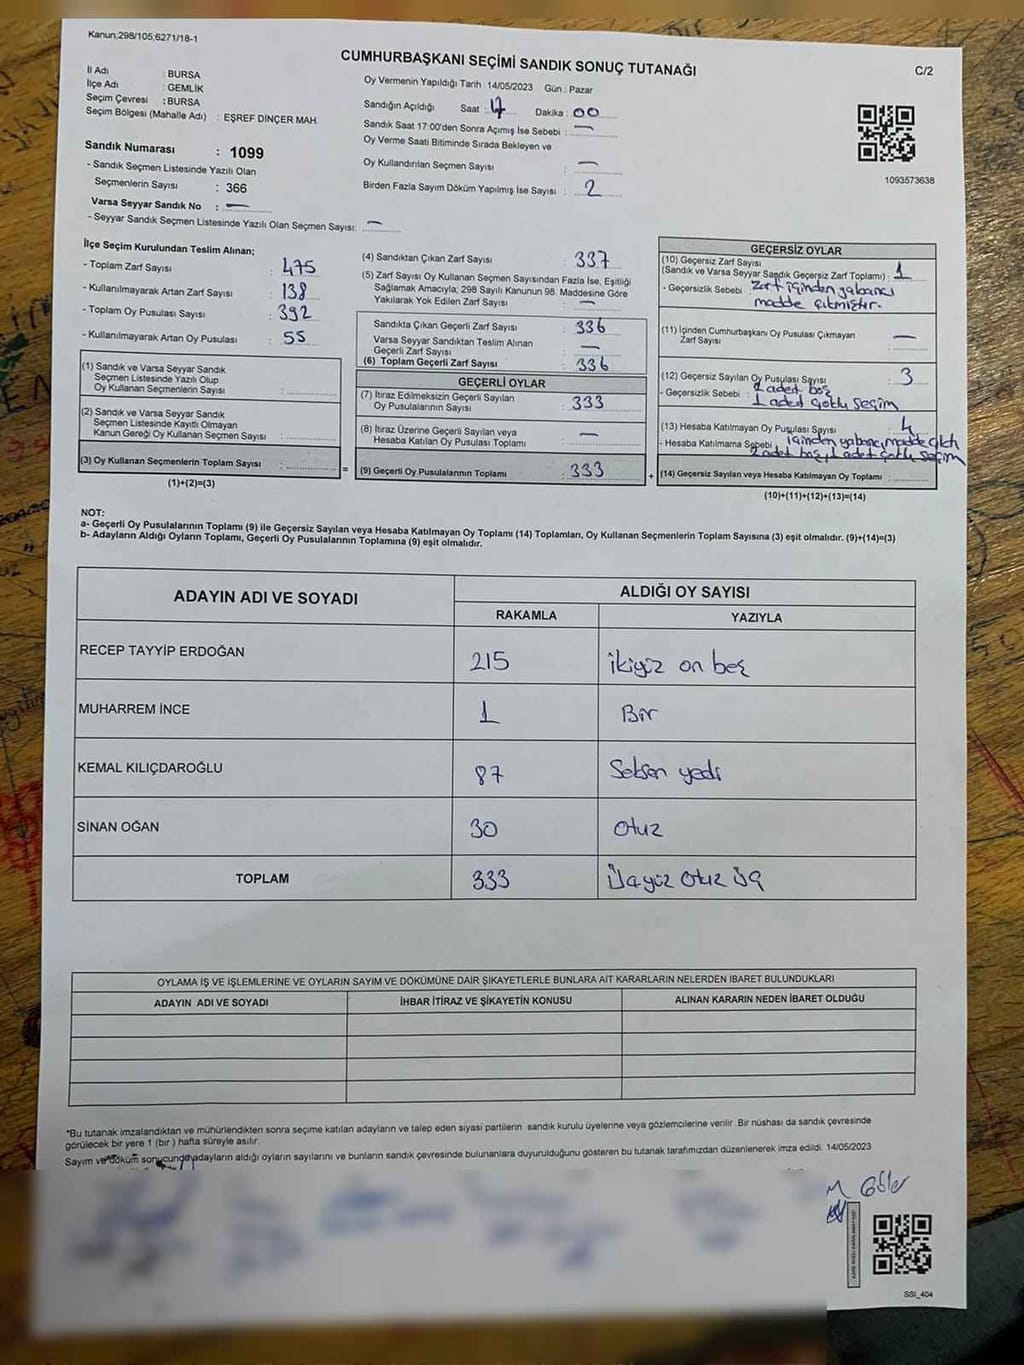 Kanun,298/105,6271/18-1
CUMHURBAŞKANI SEÇİMİ SANDIK SONUÇ TUTANAĞI
C/2
İl Adı : BURSA
İlçe Adı : GEMLİK
Seçim Çevresi : BURSA
Seçim Bölgesi (Mahalle Adı) : EŞREF DİNÇER MAH.
Sandık Numarası : 1099
- Sandık Seçmen Listesinde Yazılı Olan
Seçmenlerin Sayısı : 366
Varsa Seyyar Sandık No : —
- Seyyar Sandık Seçmen Listesinde Yazılı Olan Seçmen Sayısı: —
Oy Vermenin Yapıldığı Tarih : 14/05/2023 Gün : Pazar
Sandığın Açıldığı Saat : 17 Dakika : 00
Sandık Saat 17:00'den Sonra Açımış İse Sebebi : —
Oy Verme Saati Bitiminde Sırada Bekleyen ve
Oy Kullandırılan Seçmen Sayısı : —
Birden Fazla Sayım Döküm Yapılmış İse Sayısı : 2
1093573638
İlçe Seçim Kurulundan Teslim Alınan;
- Toplam Zarf Sayısı : 475
- Kullanılmayarak Artan Zarf Sayısı : 138
- Toplam Oy Pusulası Sayısı : 392
- Kullanılmayarak Artan Oy Pusulası : 55
(1) Sandık ve Varsa Seyyar Sandık
Seçmen Listesinde Yazılı Olup
Oy Kullanan Seçmenlerin Sayısı :
(2) Sandık ve Varsa Seyyar Sandık
Seçmen Listesinde Kayıtlı Olmayan
Kanun Gereği Oy Kullanan Seçmen Sayısı :
(3) Oy Kullanan Seçmenlerin Toplam Sayısı :
(1)+(2)=(3)
(4) Sandıktan Çıkan Zarf Sayısı : 337
(5) Zarf Sayısı Oy Kullanan Seçmen Sayısından Fazla İse, Eşitliği
Sağlamak Amacıyla; 298 Sayılı Kanunun 98. Maddesine Göre
Yakılarak Yok Edilen Zarf Sayısı : —
Sandıkta Çıkan Geçerli Zarf Sayısı : 336
Varsa Seyyar Sandıktan Teslim Alınan
Geçerli Zarf Sayısı : —
(6) Toplam Geçerli Zarf Sayısı : 336
GEÇERLİ OYLAR
(7) İtiraz Edilmeksizin Geçerli Sayılan
Oy Pusulalarının Sayısı : 333
(8) İtiraz Üzerine Geçerli Sayılan veya
Hesaba Katılan Oy Pusulası Toplamı : —
=
(9) Geçerli Oy Pusulalarının Toplamı : 333
+
GEÇERSİZ OYLAR
(10) Geçersiz Zarf Sayısı
(Sandık ve Varsa Seyyar Sandık Geçersiz Zarf Toplamı) : 1
- Geçersizlik Sebebi : Zarf içinden yabancı
madde çıkmıştır.
(11) İçinden Cumhurbaşkanı Oy Pusulası Çıkmayan
Zarf Sayısı : —
(12) Geçersiz Sayılan Oy Pusulası Sayısı : 3
- Geçersizlik Sebebi : 2 aded boş
1 aded çoklu seçim
(13) Hesaba Katılmayan Oy Pusulası Sayısı : 4
- Hesaba Katılmama Sebebi : içinden yabancı madde çıktı
2 adet boş, 1 adet çoklu seçim
(14) Geçersiz Sayılan veya Hesaba Katılmayan Oy Toplamı :
(10)+(11)+(12)+(13)=(14)
NOT:
a- Geçerli Oy Pusulalarının Toplamı (9) ile Geçersiz Sayılan veya Hesaba Katılmayan Oy Toplamı (14) Toplamları, Oy Kullanan Seçmenlerin Toplam Sayısına (3) eşit olmalıdır. (9)+(14)=(3)
b- Adayların Aldığı Oyların Toplamı, Geçerli Oy Pusulalarının Toplamına (9) eşit olmalıdır.
ADAYIN ADI VE SOYADI
ALDIĞI OY SAYISI
RAKAMLA YAZIYLA
RECEP TAYYİP ERDOĞAN 215 ikiyüz on beş
MUHARREM İNCE 1 Bir
KEMAL KILIÇDAROĞLU 87 Seksen yedi
SİNAN OĞAN 30 Otuz
TOPLAM 333 Üçyüz Otuz üç
OYLAMA İŞ VE İŞLEMLERİNE VE OYLARIN SAYIM VE DÖKÜMÜNE DAİR ŞİKAYETLERLE BUNLARA AİT KARARLARIN NELERDEN İBARET BULUNDUKLARI
ADAYIN ADI VE SOYADI İHBAR İTİRAZ VE ŞİKAYETİN KONUSU ALINAN KARARIN NEDEN İBARET OLDUĞU
*Bu tutanak imzalandıktan ve mühürlendikten sonra seçime katılan adayların ve talep eden siyasi partilerin sandık kurulu üyelerine veya gözlemcilerine verilir. Bir nüshası da sandık çevresinde
görülecek bir yere 1 (bir ) hafta süreyle asılır.
Sayım ve döküm sonucunda adayların aldığı oyların sayılarını ve bunların sandık çevresinde bulunanlara duyurulduğunu gösteren bu tutanak tarafımızdan düzenlenerek imza edildi. 14/05/2023
SSI_404